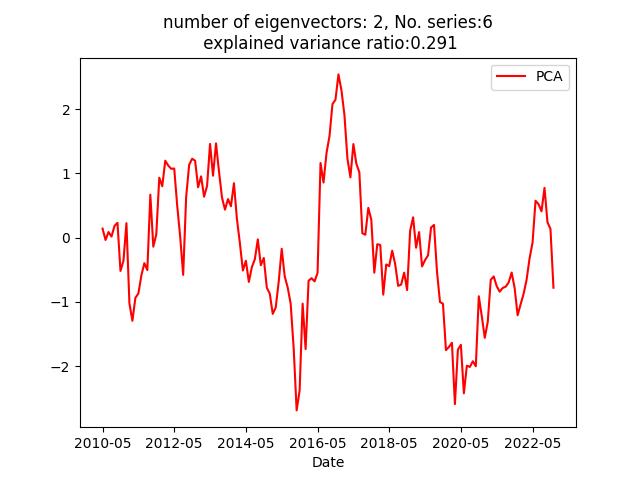 number of eigenvectors: 2, No. series:6
explained variance ratio:0.291
PCA
2
1
0
−1
−2
2010-05 2012-05 2014-05 2016-05 2018-05 2020-05 2022-05
Date